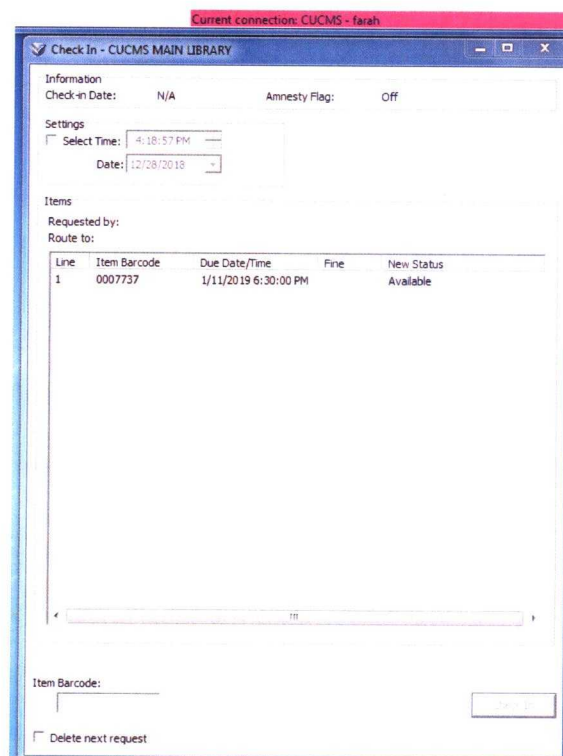 Current connection: CUCMS - farah
Check In - CUCMS MAIN LIBRARY
Information
Check-in Date: N/A Amnesty Flag: Off
Settings
Select Time: 4:18:57 PM
Date: 12/28/2018
Items
Requested by:
Route to:
Line Item Barcode Due Date/Time Fine New Status
1 0007737 1/11/2019 6:30:00 PM Available
Item Barcode:
Delete next request